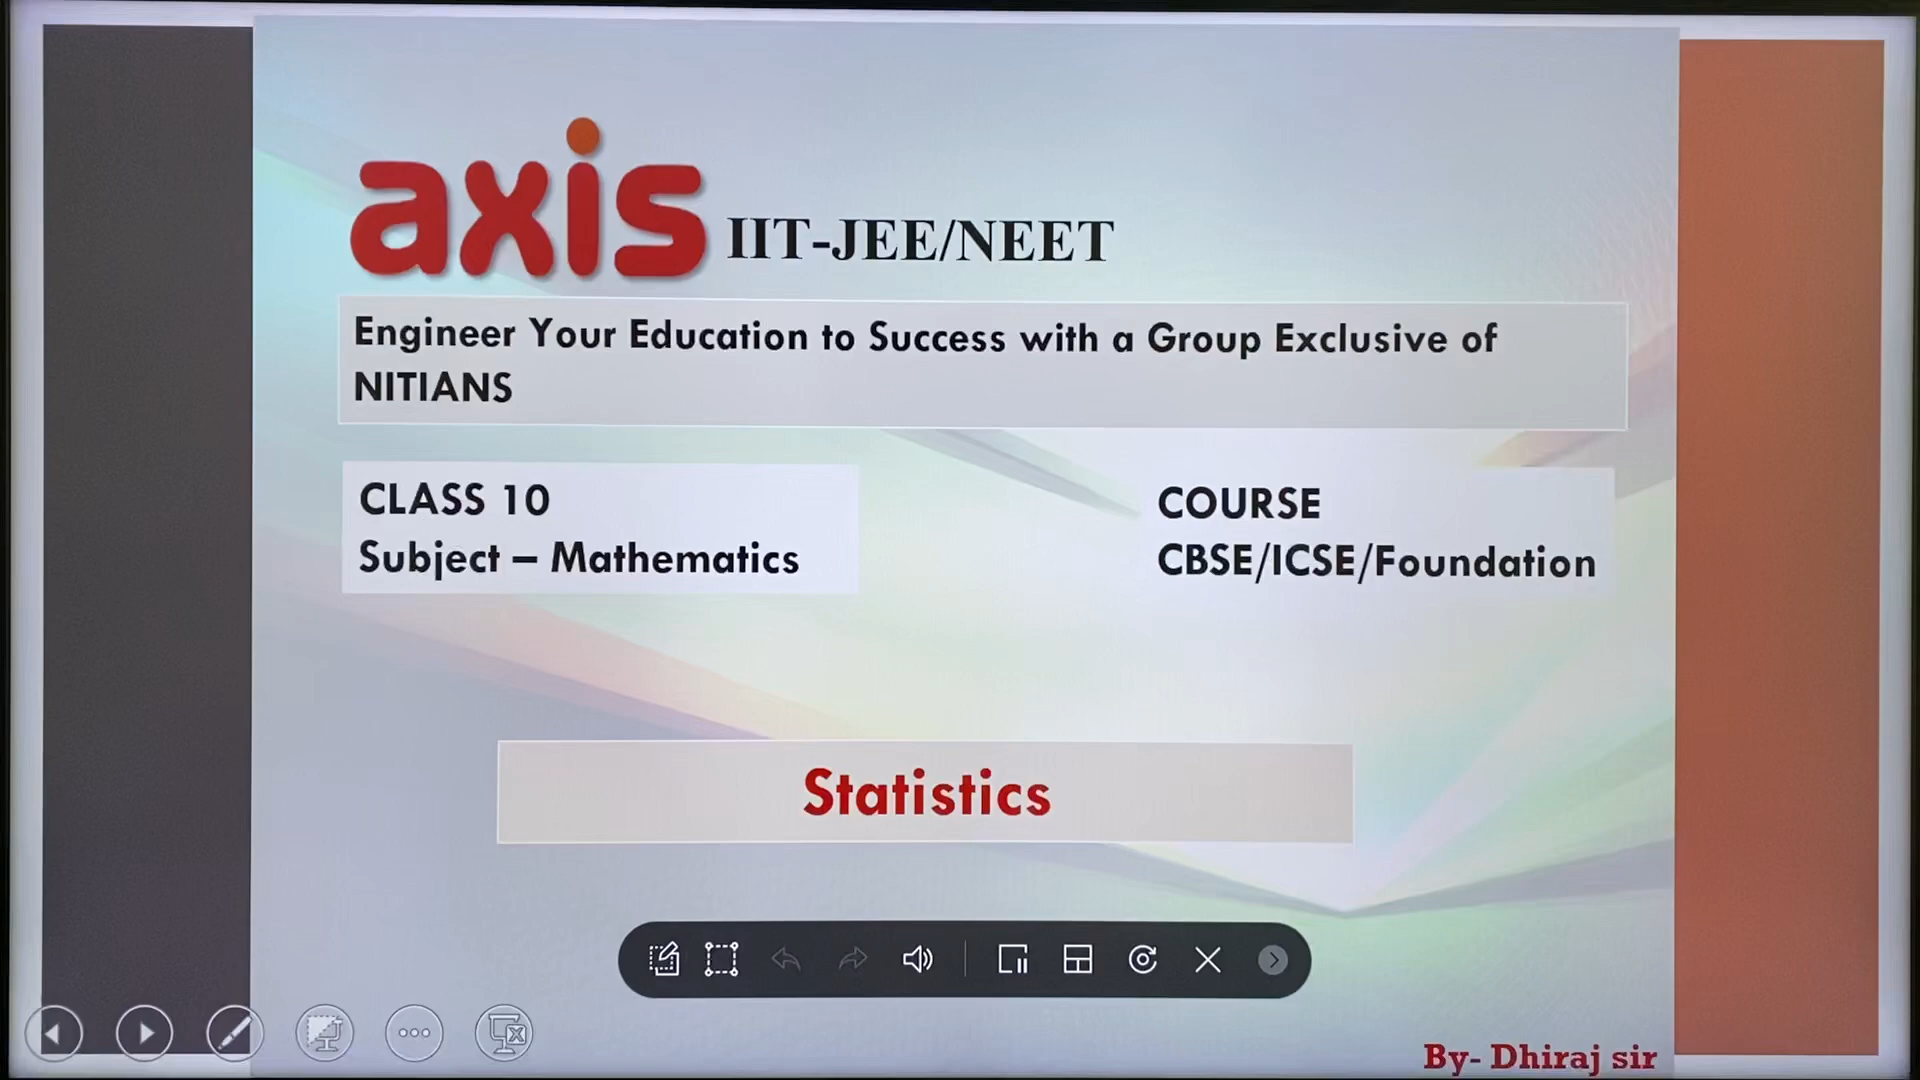 axis IIT-JEE/NEET
Engineer Your Education to Success with a Group Exclusive of
NITIANS
CLASS 10
Subject – Mathematics
COURSE
CBSE/ICSE/Foundation
Statistics
By- Dhiraj sir